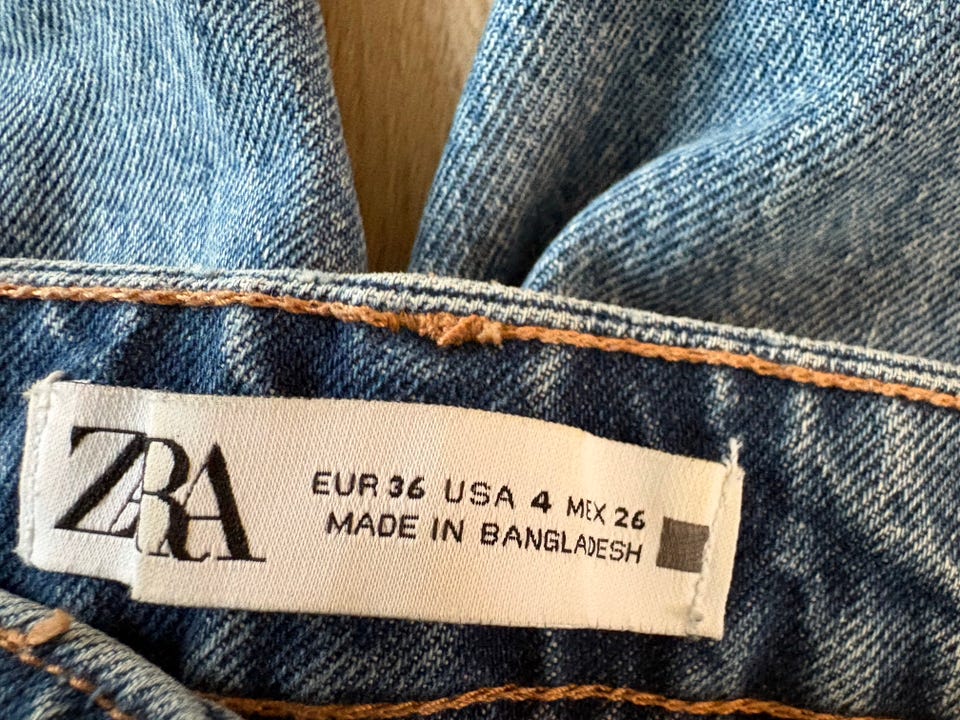 ZARA
EUR 36 USA 4 MEX 26
MADE IN BANGLADESH